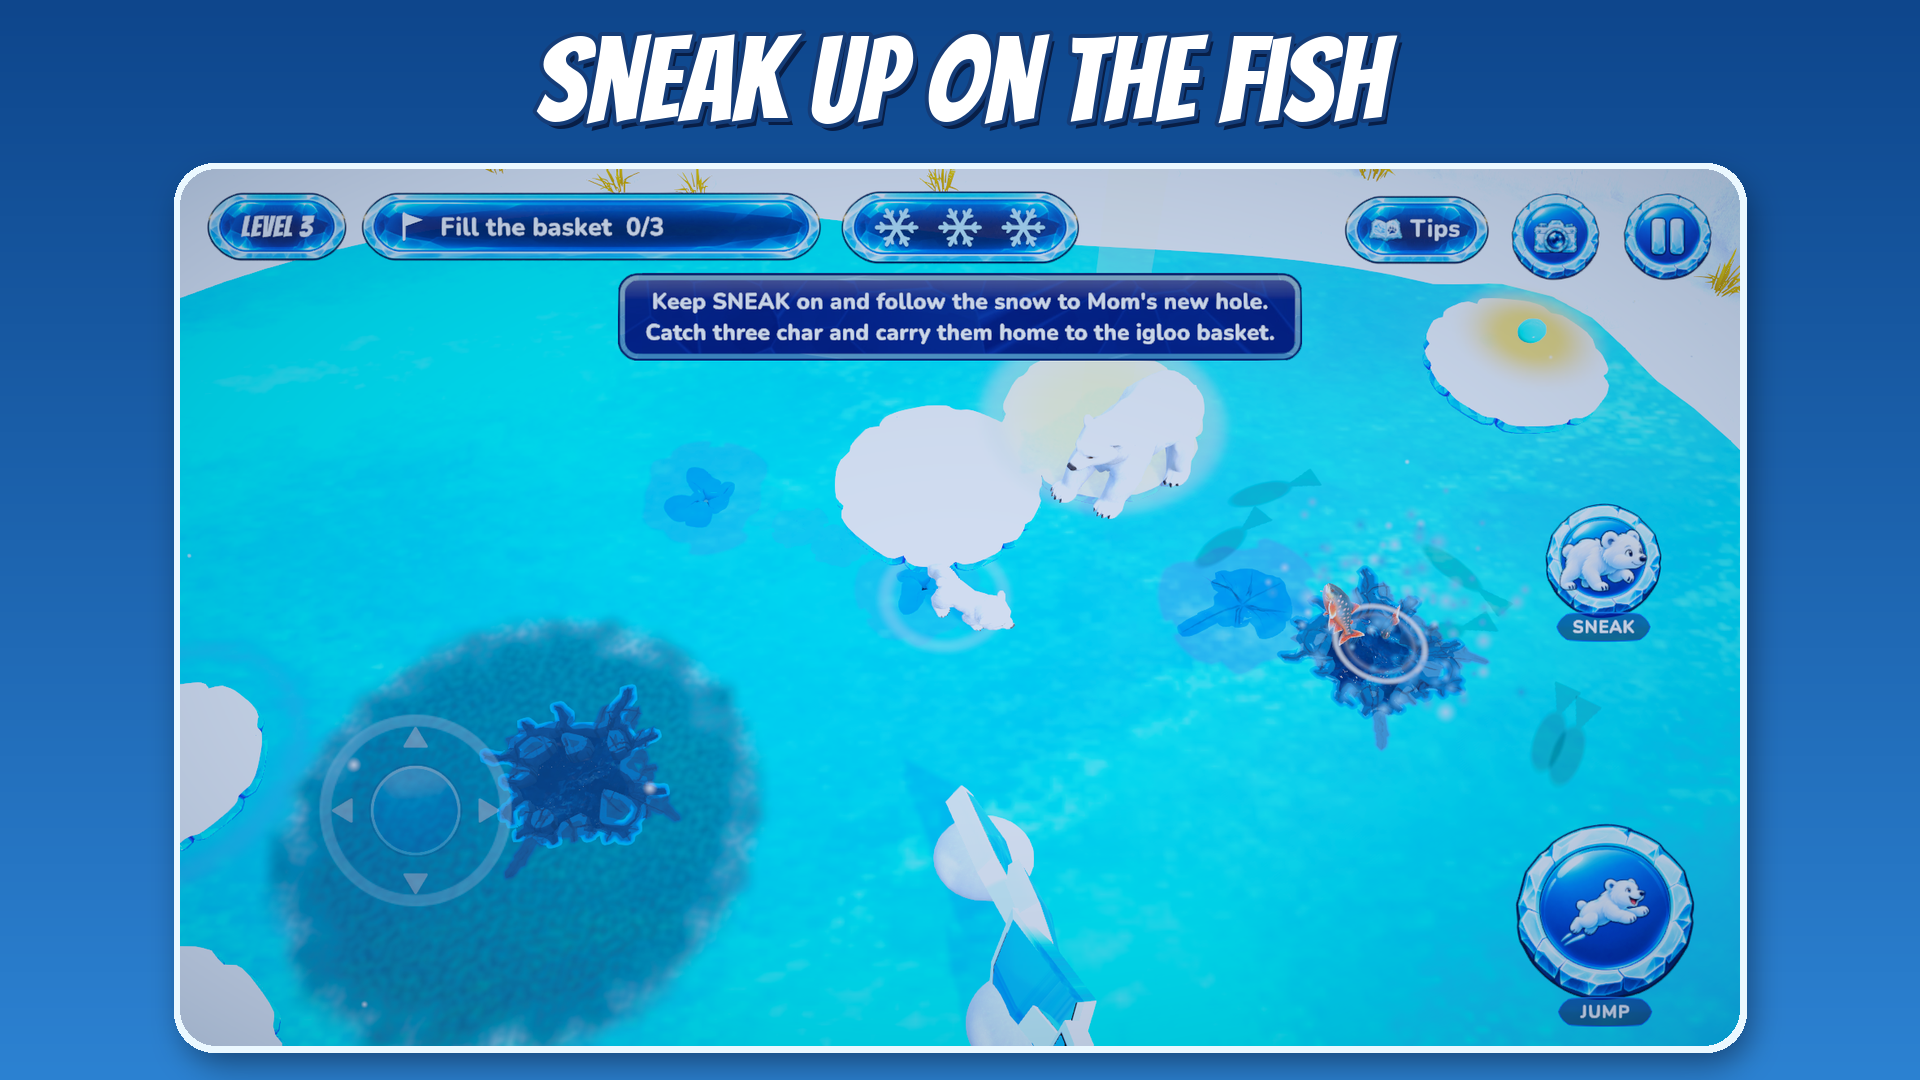 SNEAK UP ON THE FISH
LEVEL 3
Fill the basket 0/3
Tips
Keep SNEAK on and follow the snow to Mom's new hole.
Catch three char and carry them home to the igloo basket.
SNEAK
JUMP